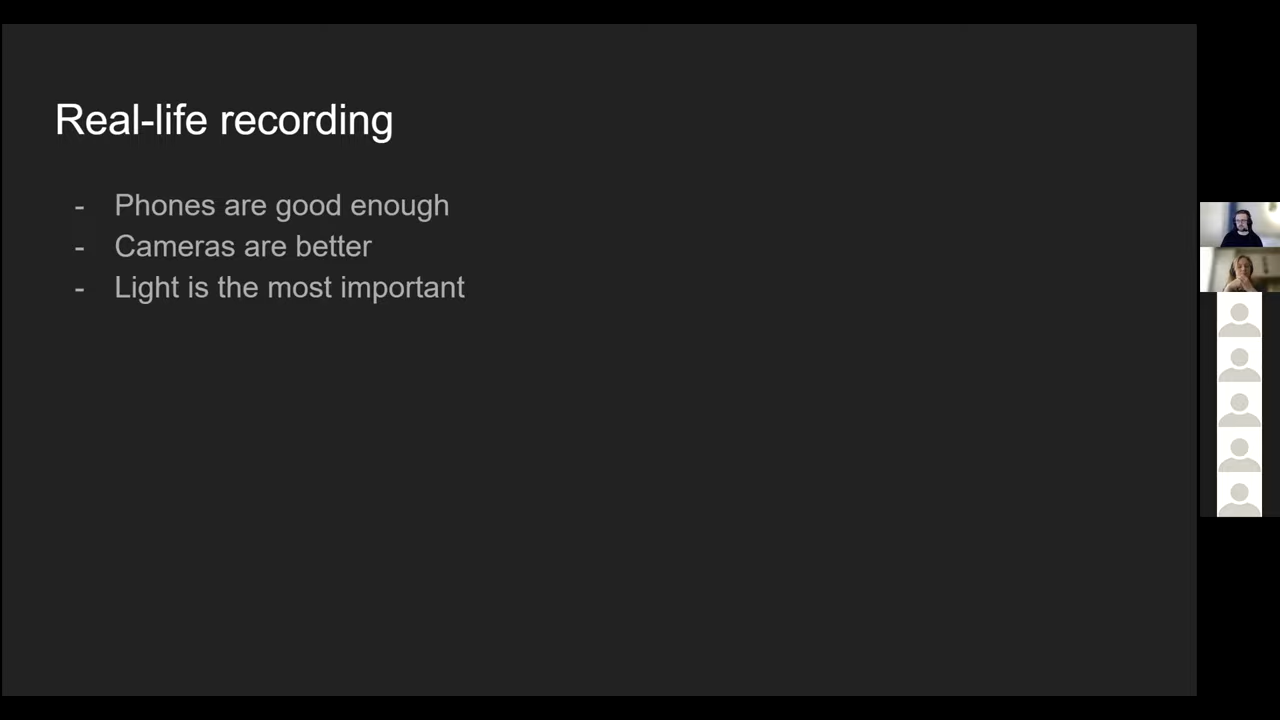 Real-life recording
- Phones are good enough
- Cameras are better
- Light is the most important